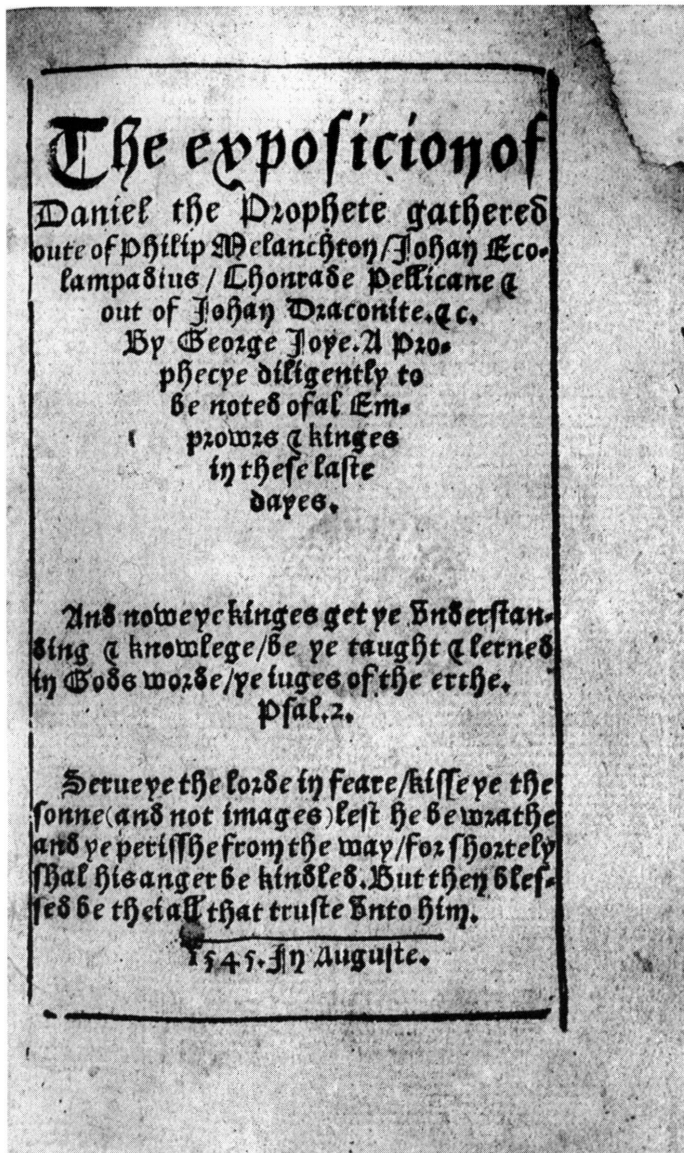 The exposicion of
Daniel the Prophete gathered
oute of Philip Melanchton/Johan Eco-
lampadius/Chonrade Pellicane &
out of Johan Draconite.&c.
By George Joye. A Pro-
phecye diligently to
be noted of al Em-
prowrs & kinges
in these laste
dayes.
And nowe ye kinges get ye vnderstan-
ding & knowlege/be ye taught & lerned
in Gods worde/ye iuges of the erthe.
Psal.2.
Serue ye the lorde in feare/kisse ye the
sonne(and not images)lest he be wrathe
and ye perisshe from the way/for shortely
shal his anger be kindled. But then bles-
sed be thei all that truste vnto him.
1545. In Auguste.